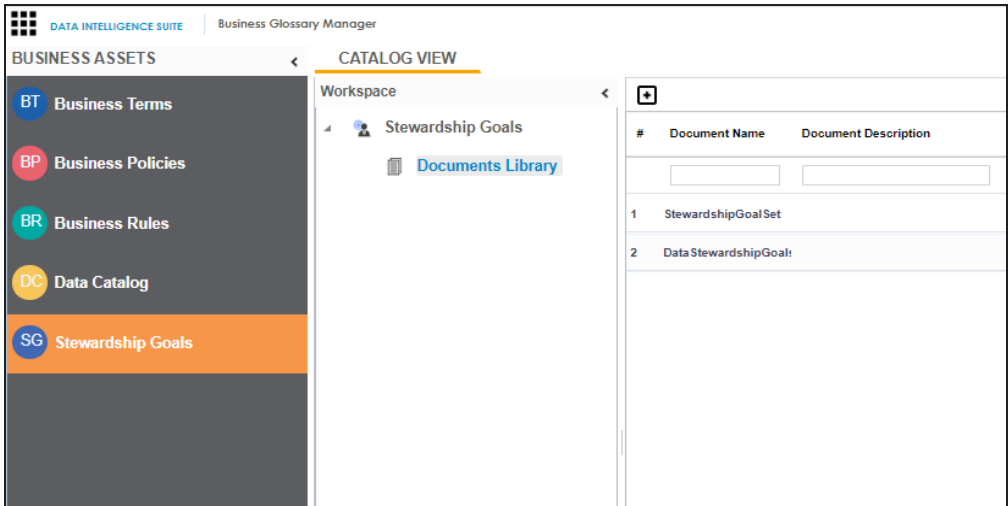 DATA INTELLIGENCE SUITE Business Glossary Manager
BUSINESS ASSETS
BT Business Terms
BP Business Policies
BR Business Rules
DC Data Catalog
SG Stewardship Goals
CATALOG VIEW
Workspace
Stewardship Goals
Documents Library
# Document Name Document Description
1 StewardshipGoalSet
2 DataStewardshipGoals